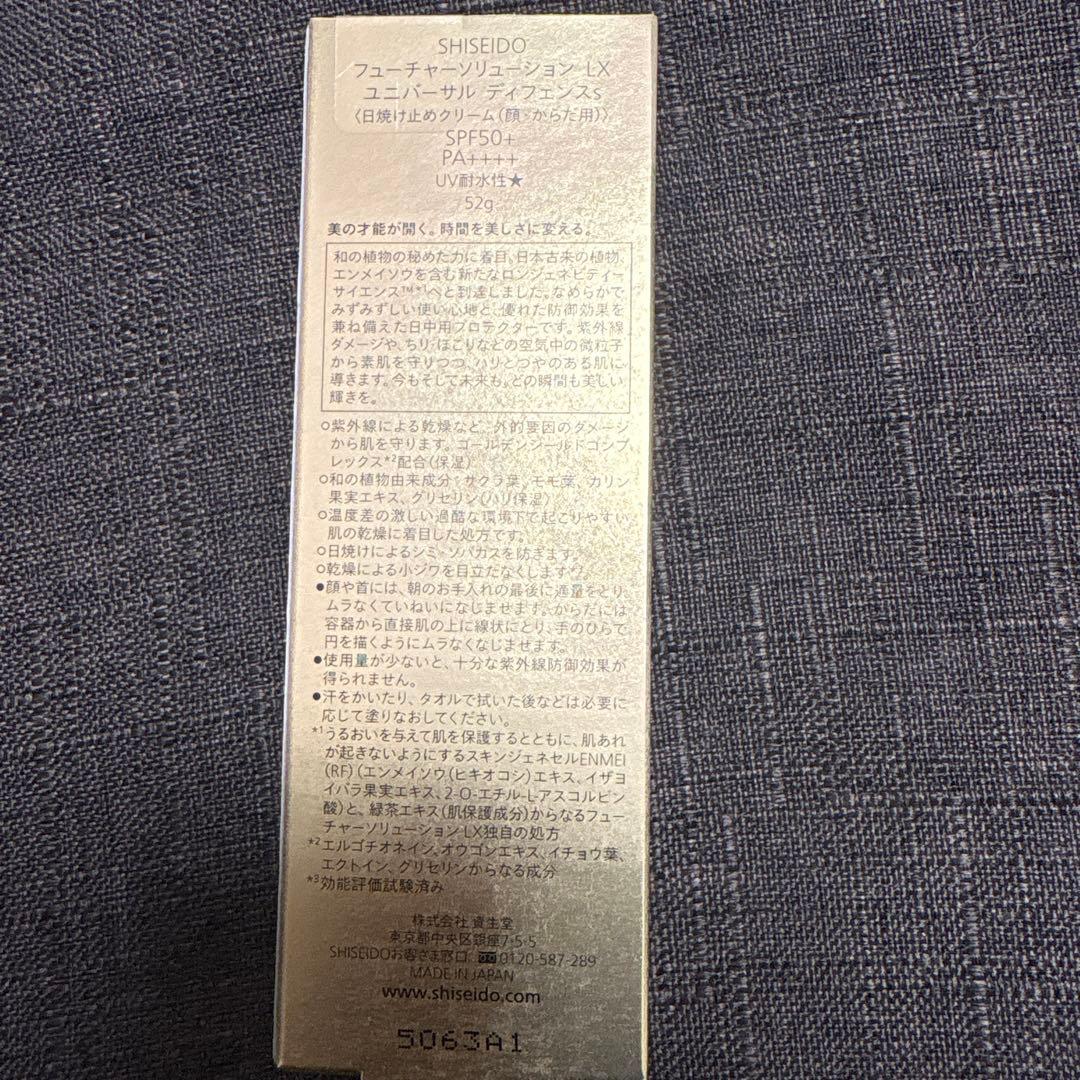 SHISEIDO
フューチャーソリューション LX
ユニバーサル ディフェンスs
〈日焼け止めクリーム(顔・からだ用)〉
SPF50+
PA++++
UV耐水性★
52g
美の才能が開く。時間を美しさに変える。
和の植物の秘めた力に着目、日本古来の植物、
エンメイソウを含む新たなロンジェネビティー
サイエンス™*1へと到達しました。なめらかで
みずみずしい使い心地と、優れた防御効果を
兼ね備えた日中用プロテクターです。紫外線
ダメージや、ちり・ほこりなどの空気中の微粒子
から素肌を守りつつ、ハリとつやのある肌に
導きます。今もそして未来も、どの瞬間も美しい
輝きを。
○紫外線による乾燥など、外的要因のダメージ
から肌を守ります。ゴールデンシールドコンプ
レックス*2配合(保湿)
○和の植物由来成分:サクラ葉、モモ葉、カリン
果実エキス、グリセリン(ハリ保湿)
○温度差の激しい過酷な環境下で起こりやすい
肌の乾燥に着目した処方です。
○日焼けによるシミ・ソバカスを防ぎます。
○乾燥による小ジワを目立たなくします*3。
●顔や首には、朝のお手入れの最後に適量をとり、
ムラなくていねいになじませます。からだには
容器から直接肌の上に線状にとり、手のひらで
円を描くようにムラなくなじませます。
●使用量が少ないと、十分な紫外線防御効果が
得られません。
●汗をかいたり、タオルで拭いた後などは必要に
応じて塗りなおしてください。
*1うるおいを与えて肌を保護するとともに、肌あれ
が起きないようにするスキンジェネセルENMEI
(RF)(エンメイソウ(ヒキオコシ)エキス、イザヨ
イバラ果実エキス、2-O-エチル-L-アスコルビン
酸)と、緑茶エキス(肌保護成分)からなるフュー
チャーソリューション LX独自の処方
*2エルゴチオネイン、オウゴンエキス、イチョウ葉、
エクトイン、グリセリンからなる成分
*3効能評価試験済み
株式会社 資生堂
東京都中央区銀座7-5-5
SHISEIDOお客さま窓口 0120-587-289
MADE IN JAPAN
www.shiseido.com
5063A1